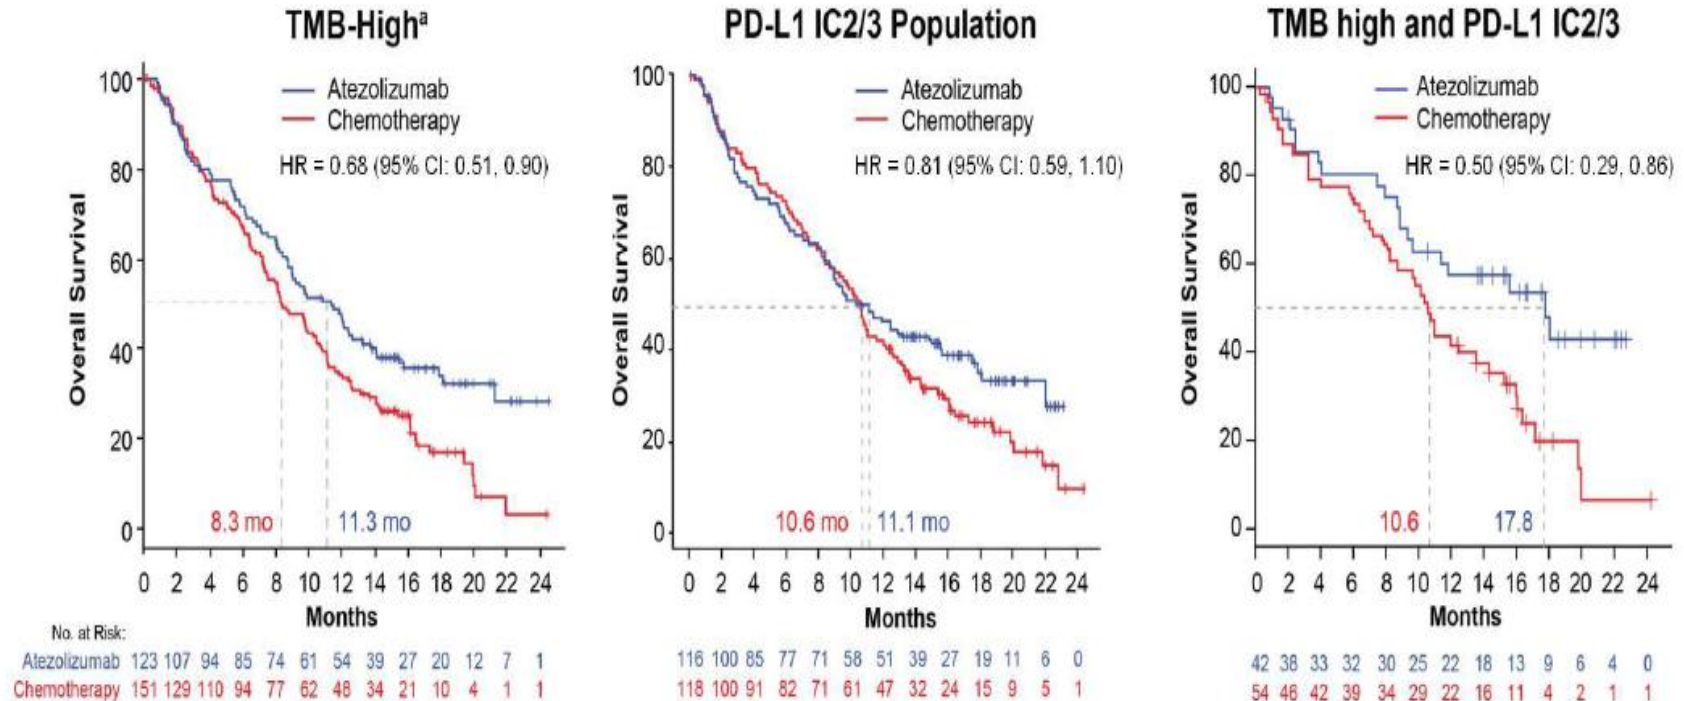 TMB-Highᵃ
100
80
60
40
20
0
Overall Survival
Atezolizumab
Chemotherapy
HR = 0.68 (95% CI: 0.51, 0.90)
8.3 mo
11.3 mo
0 2 4 6 8 10 12 14 16 18 20 22 24
Months
No. at Risk:
Atezolizumab 123 107 94 85 74 61 54 39 27 20 12 7 1
Chemotherapy 151 129 110 94 77 62 48 34 21 10 4 1 1
PD-L1 IC2/3 Population
100
80
60
40
20
0
Overall Survival
Atezolizumab
Chemotherapy
HR = 0.81 (95% CI: 0.59, 1.10)
10.6 mo
11.1 mo
0 2 4 6 8 10 12 14 16 18 20 22 24
Months
116 100 85 77 71 58 51 39 27 19 11 6 0
118 100 91 82 71 61 47 32 24 15 9 5 1
TMB high and PD-L1 IC2/3
100
80
60
40
20
0
Overall Survival
Atezolizumab
Chemotherapy
HR = 0.50 (95% CI: 0.29, 0.86)
10.6
17.8
0 2 4 6 8 10 12 14 16 18 20 22 24
Months
42 38 33 32 30 25 22 18 13 9 6 4 0
54 46 42 39 34 29 22 16 11 4 2 1 1